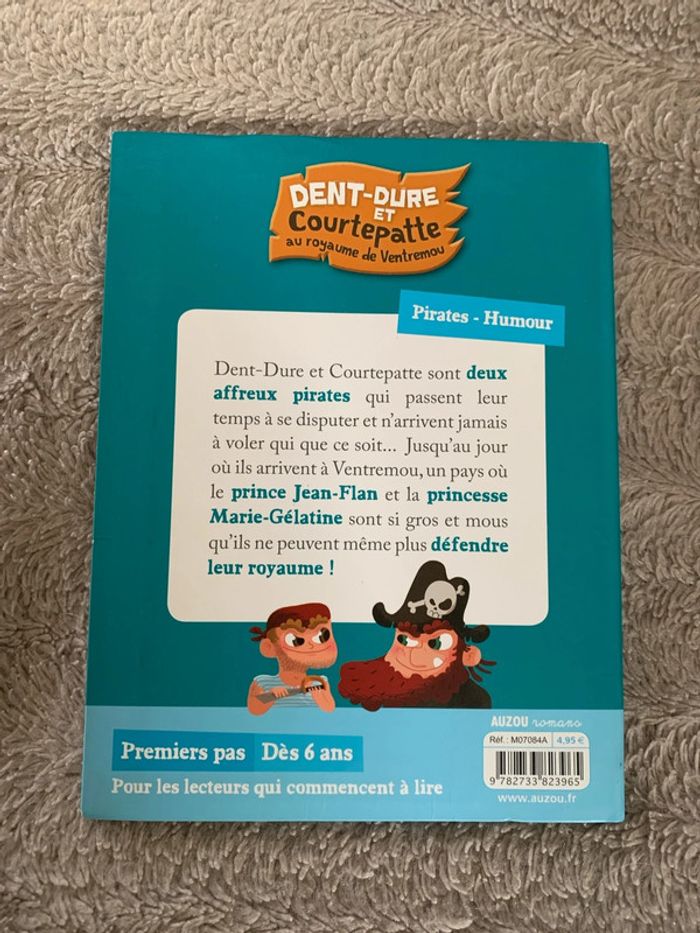 DENT-DURE
ET
Courtepatte
au royaume de Ventremou
Pirates - Humour
Dent-Dure et Courtepatte sont deux
affreux pirates qui passent leur
temps à se disputer et n'arrivent jamais
à voler qui que ce soit... Jusqu'au jour
où ils arrivent à Ventremou, un pays où
le prince Jean-Flan et la princesse
Marie-Gélatine sont si gros et mous
qu'ils ne peuvent même plus défendre
leur royaume !
AUZOU romans
Réf. : M07084A 4,95 €
9 782733 823965
www.auzou.fr
Premiers pas Dès 6 ans
Pour les lecteurs qui commencent à lire